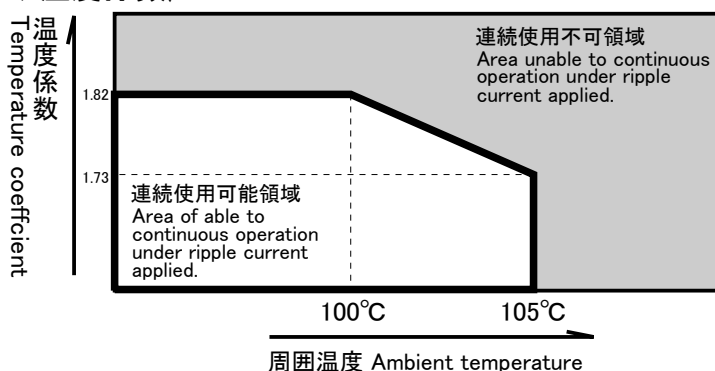 温度係数
Temperature coeffcient
連続使用不可領域
Area unable to continuous
operation under ripple
current applied.
1.82
1.73
連続使用可能領域
Area of able to
continuous operation
under ripple current
applied.
100℃
105℃
周囲温度 Ambient temperature